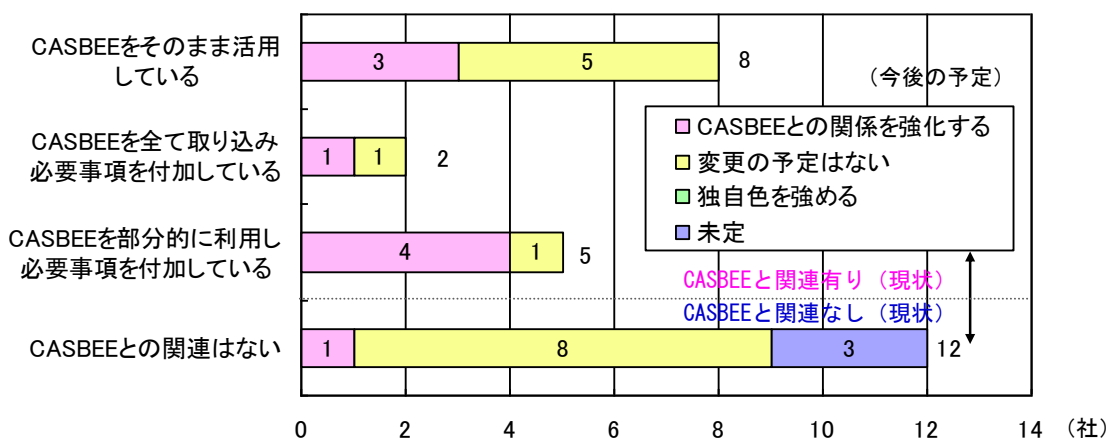 CASBEEをそのまま活用
している
3
5
8
(今後の予定)
CASBEEとの関係を強化する
変更の予定はない
独自色を強める
未定
CASBEEを全て取り込み
必要事項を付加している
1
1
2
CASBEEを部分的に利用し
必要事項を付加している
4
1
5
CASBEEと関連有り(現状)
CASBEEと関連なし(現状)
CASBEEとの関連はない
1
8
3
12
0 2 4 6 8 10 12 14 (社)